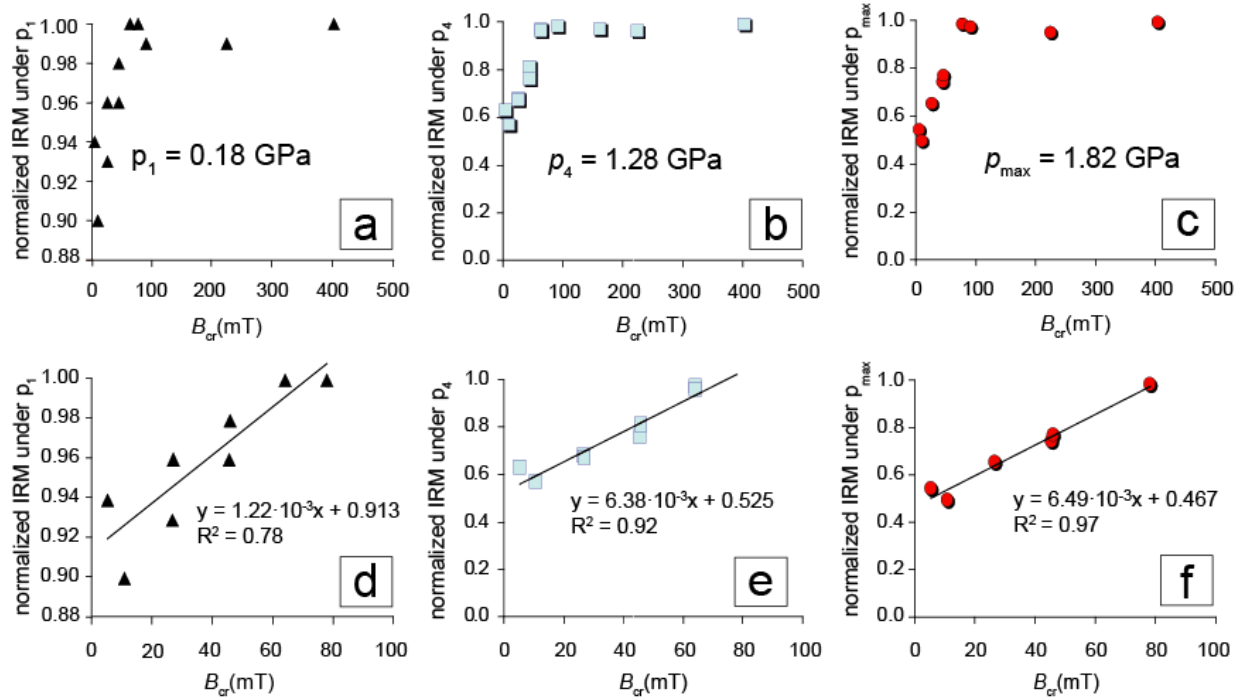 normalized IRM under p₁
1.00
0.98
0.96
0.94
0.92
0.90
0.88
p₁ = 0.18 GPa
a
0 100 200 300 400 500
B_cr(mT)
normalized IRM under p₄
1.0
0.8
0.6
0.4
0.2
0.0
p₄ = 1.28 GPa
b
0 100 200 300 400 500
B_cr(mT)
normalized IRM under p_max
1.0
0.8
0.6
0.4
0.2
0.0
p_max = 1.82 GPa
c
0 100 200 300 400 500
B_cr(mT)
normalized IRM under p₁
1.00
0.98
0.96
0.94
0.92
0.90
0.88
y = 1.22·10⁻³x + 0.913
R² = 0.78
d
0 20 40 60 80 100
B_cr(mT)
normalized IRM under p₄
1.0
0.8
0.6
0.4
0.2
0.0
y = 6.38·10⁻³x + 0.525
R² = 0.92
e
0 20 40 60 80 100
B_cr(mT)
normalized IRM under p_max
1.0
0.8
0.6
0.4
0.2
0.0
y = 6.49·10⁻³x + 0.467
R² = 0.97
f
0 20 40 60 80 100
B_cr(mT)